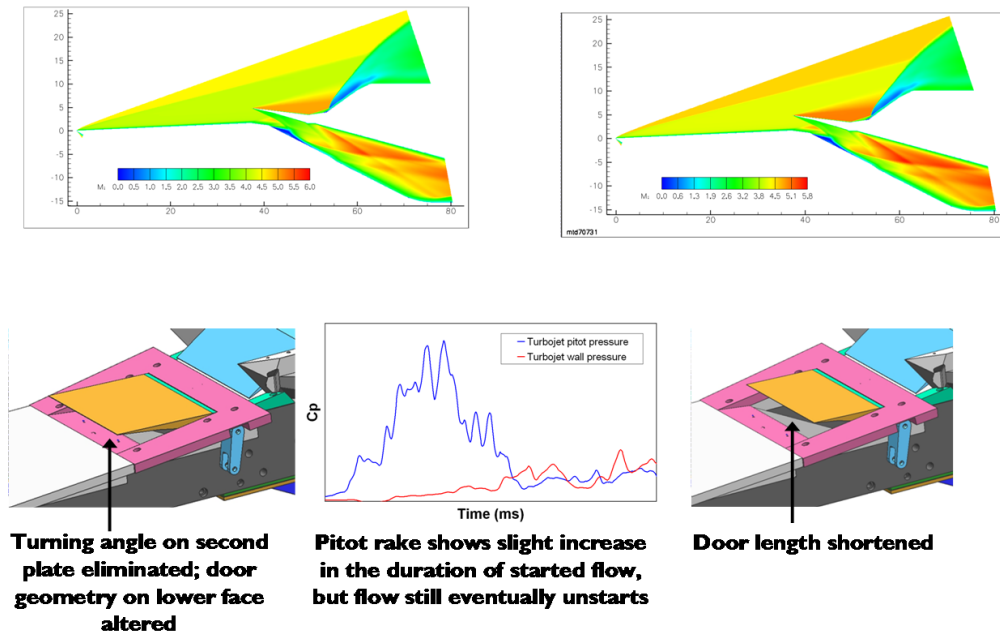 25
20
15
10
5
0
-5
-10
-15
0 20 40 60 80
M: 0.0 0.5 1.0 1.5 2.0 2.5 3.0 3.5 4.0 4.5 5.0 5.5 6.0
25
20
15
10
5
0
-5
-10
-15
0 20 40 60 80
M: 0.0 0.6 1.3 1.9 2.6 3.2 3.8 4.5 5.1 5.8
mtd70731
Turbojet pitot pressure
Turbojet wall pressure
Cp
Time (ms)
Turning angle on second
plate eliminated; door
geometry on lower face
altered
Pitot rake shows slight increase
in the duration of started flow,
but flow still eventually unstarts
Door length shortened